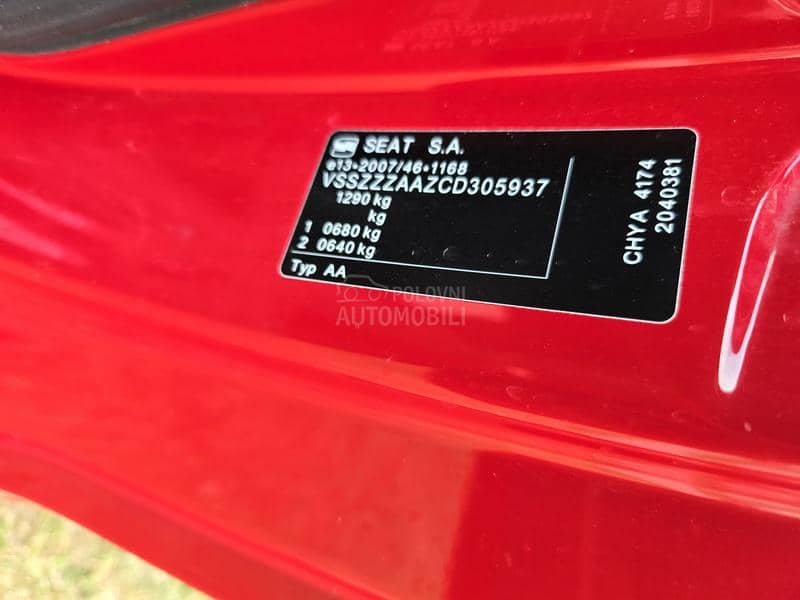 SEAT S.A.
e13*2007/46*1168
VSSZZZAAZCD305937
1290 kg
kg
1 0680 kg
2 0640 kg
Typ AA
CHYA 4174
2040381
POLOVNI
AUTOMOBILI